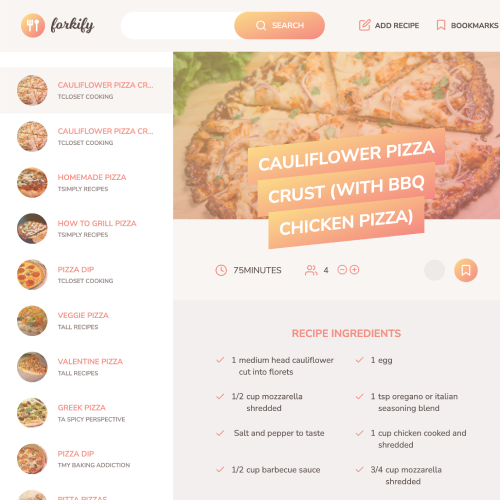 forkify
SEARCH
ADD RECIPE
BOOKMARKS
CAULIFLOWER PIZZA CR...
TCLOSET COOKING
CAULIFLOWER PIZZA CR...
TCLOSET COOKING
HOMEMADE PIZZA
TSIMPLY RECIPES
HOW TO GRILL PIZZA
TSIMPLY RECIPES
PIZZA DIP
TCLOSET COOKING
VEGGIE PIZZA
TALL RECIPES
VALENTINE PIZZA
TALL RECIPES
GREEK PIZZA
TA SPICY PERSPECTIVE
PIZZA DIP
TMY BAKING ADDICTION
PITTA PIZZAS
CAULIFLOWER PIZZA
CRUST (WITH BBQ
CHICKEN PIZZA)
75MINUTES
4
RECIPE INGREDIENTS
1 medium head cauliflower
cut into florets
1 egg
1/2 cup mozzarella
shredded
1 tsp oregano or italian
seasoning blend
Salt and pepper to taste
1 cup chicken cooked and
shredded
1/2 cup barbecue sauce
3/4 cup mozzarella
shredded